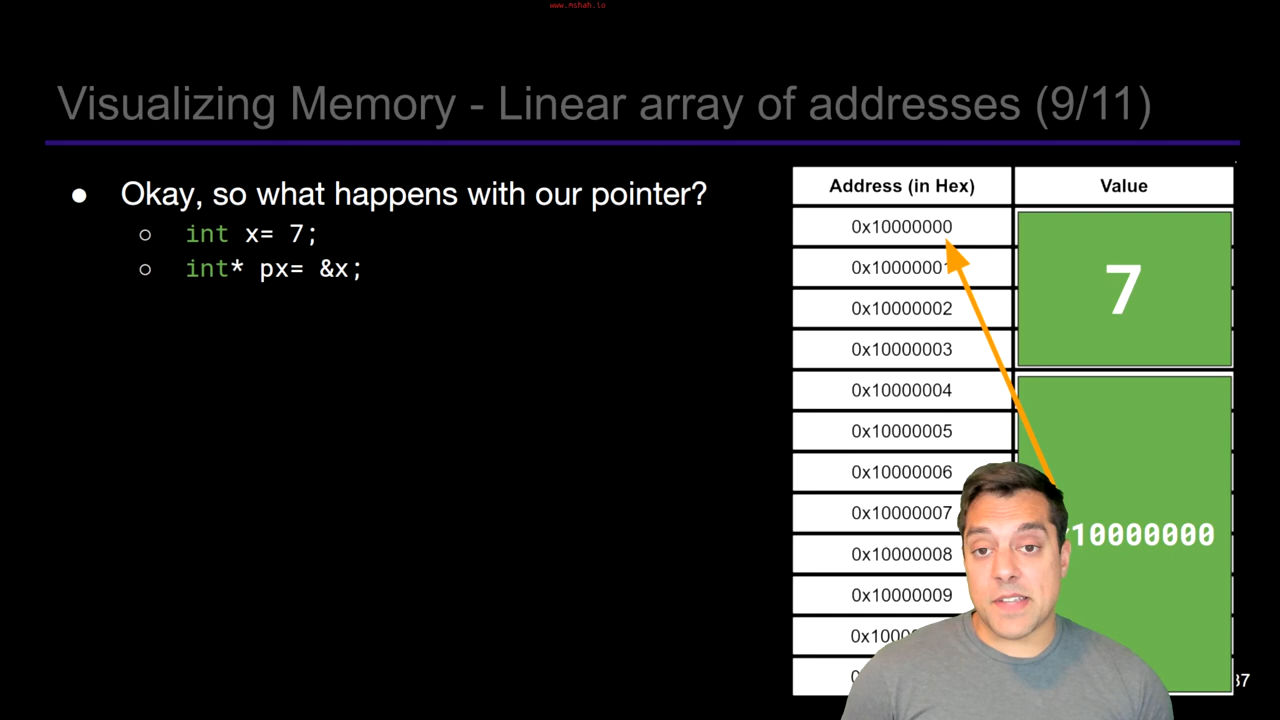 www.mshah.io
Visualizing Memory - Linear array of addresses (9/11)
● Okay, so what happens with our pointer?
○ int x= 7;
○ int* px= &x;
Address (in Hex) Value
0x10000000
0x10000001
0x10000002
0x10000003
7
0x10000004
0x10000005
0x10000006
0x10000007
0x10000008
0x10000009
10000000